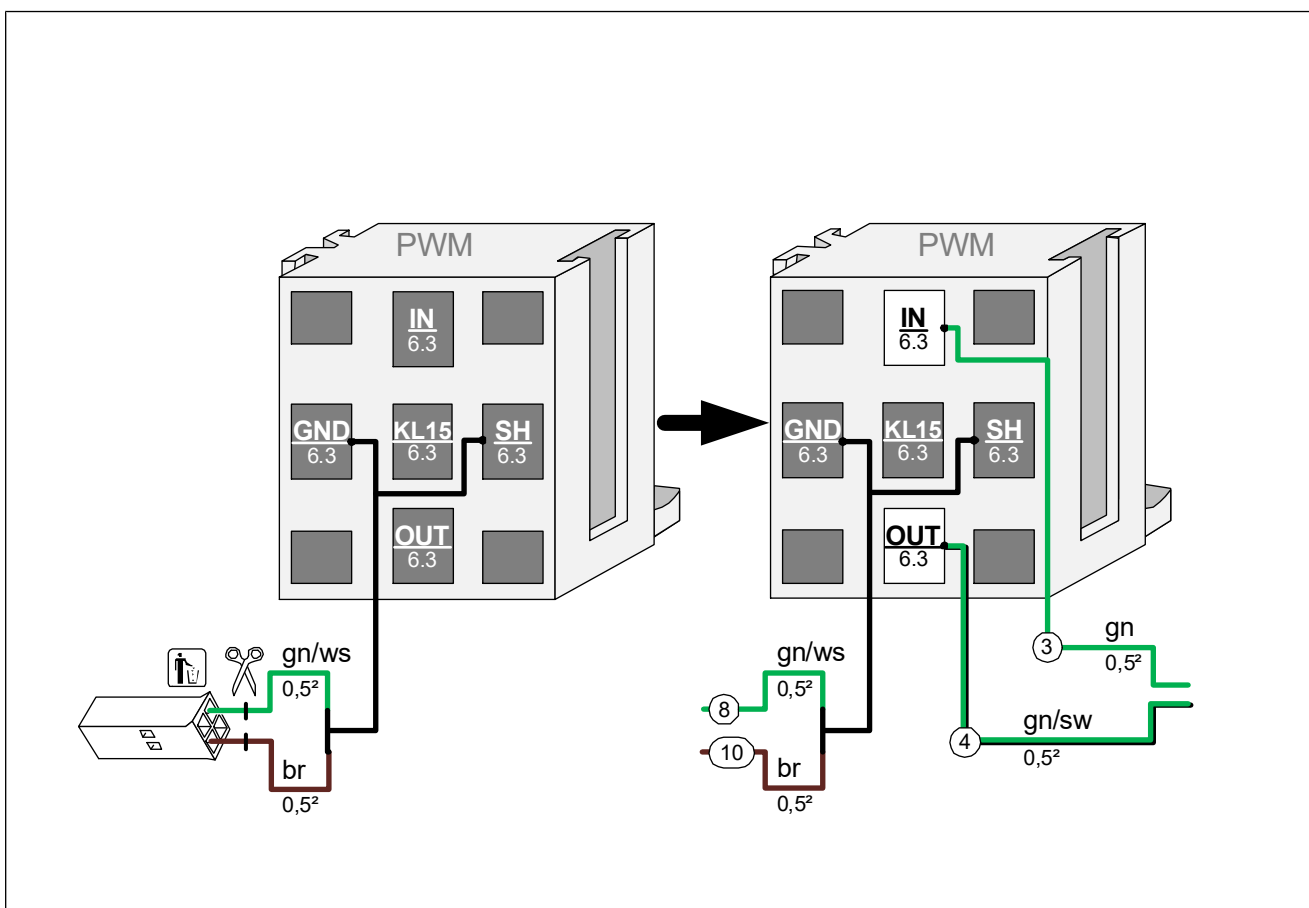 PWM
IN
6.3
GND
6.3
KL15
6.3
SH
6.3
OUT
6.3
gn/ws
0,5²
br
0,5²
PWM
IN
6.3
GND
6.3
KL15
6.3
SH
6.3
OUT
6.3
gn/ws
0,5²
8
10
br
0,5²
3
gn
0,5²
4
gn/sw
0,5²